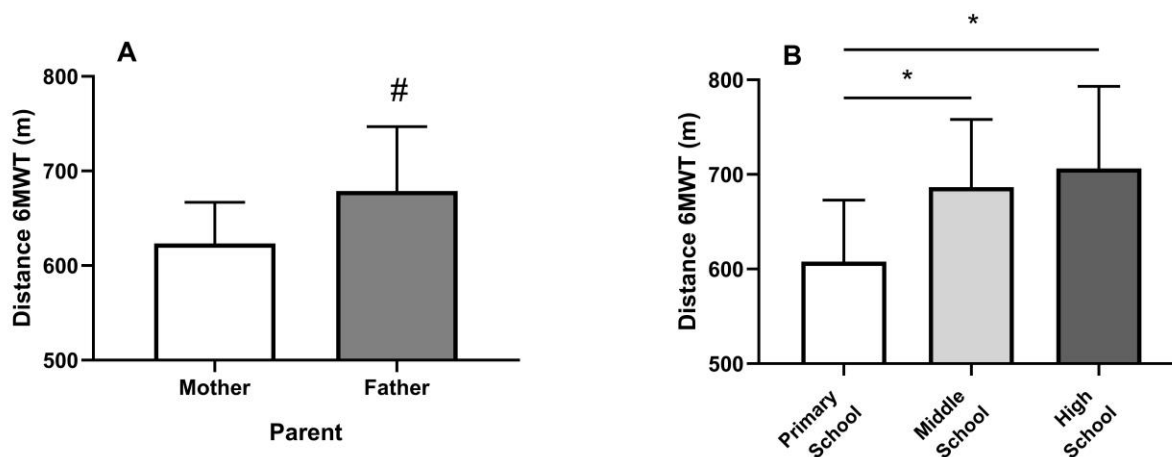 A
Distance 6MWT (m)
800
700
600
500
#
Mother
Father
Parent
B
Distance 6MWT (m)
800
700
600
500
*
*
Primary
School
Middle
School
High
School